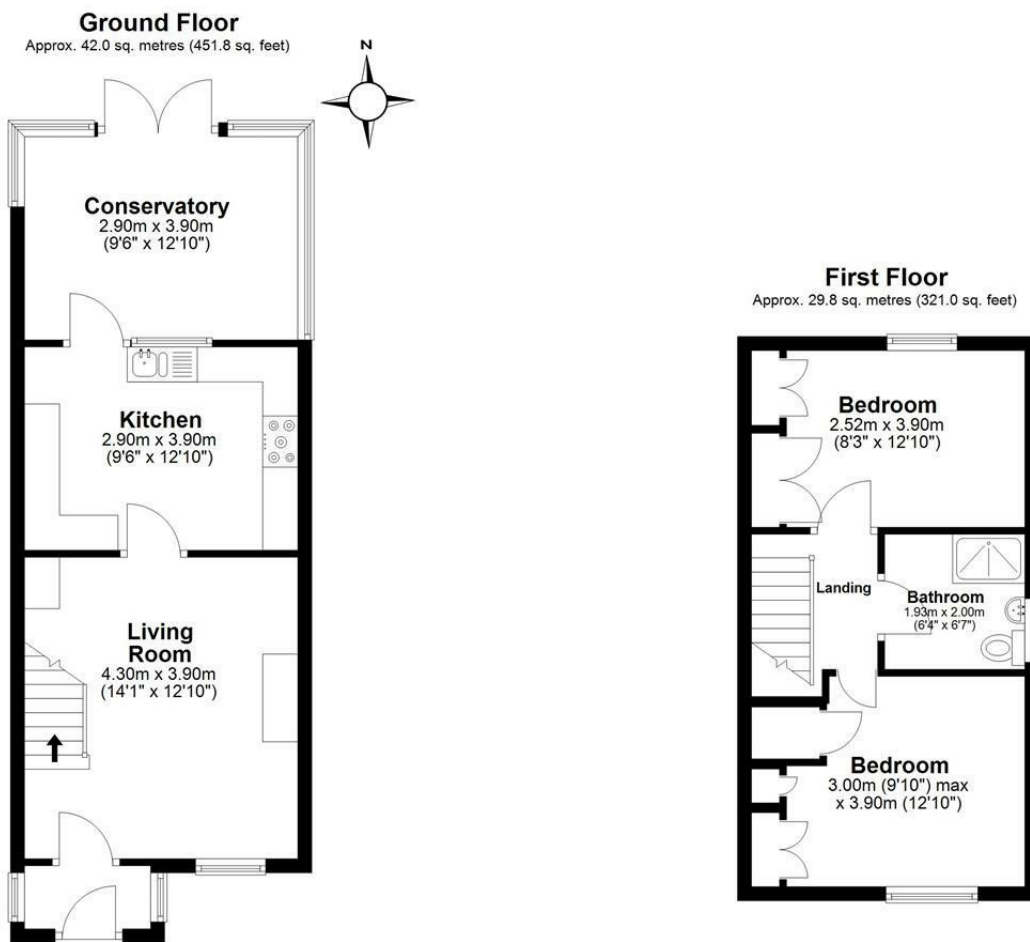 Ground Floor
Approx. 42.0 sq. metres (451.8 sq. feet)
N
Conservatory
2.90m x 3.90m
(9'6" x 12'10")
Kitchen
2.90m x 3.90m
(9'6" x 12'10")
Living
Room
4.30m x 3.90m
(14'1" x 12'10")
First Floor
Approx. 29.8 sq. metres (321.0 sq. feet)
Bedroom
2.52m x 3.90m
(8'3" x 12'10")
Landing
Bathroom
1.93m x 2.00m
(6'4" x 6'7")
Bedroom
3.00m (9'10") max
x 3.90m (12'10")